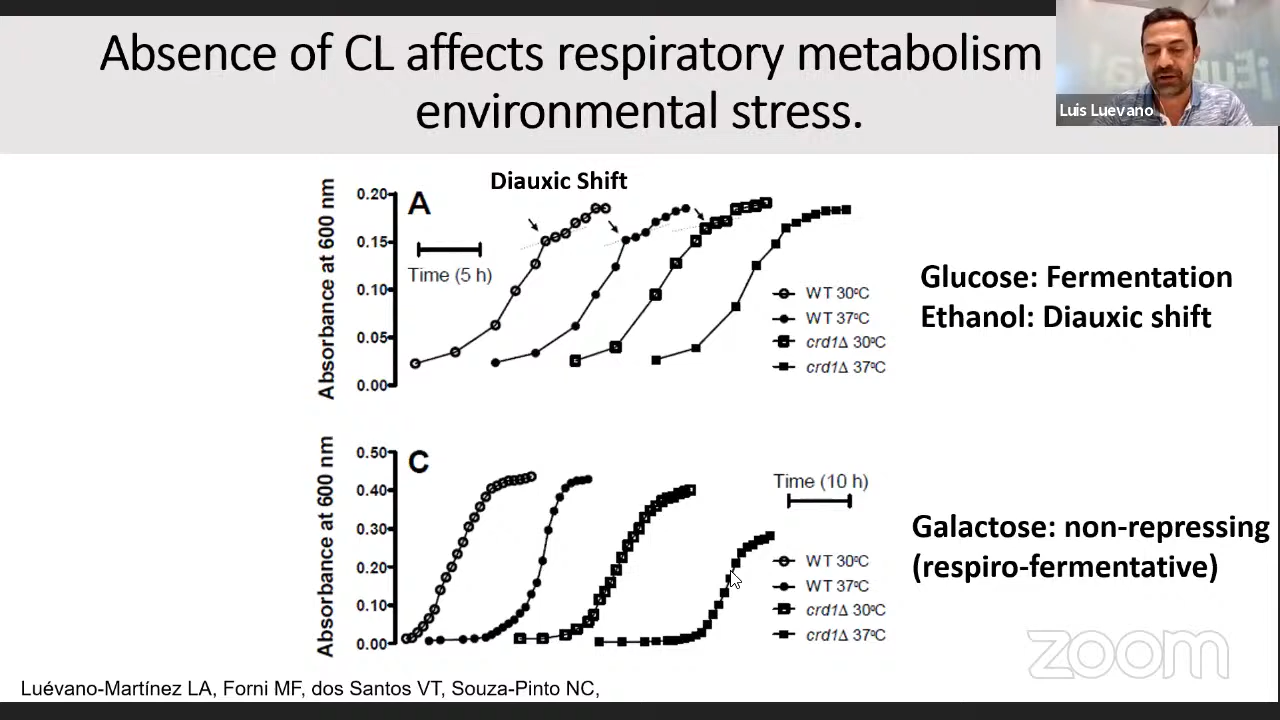 Absence of CL affects respiratory metabolism
environmental stress.
Luis Luevano
Diauxic Shift
A
Absorbance at 600 nm
0.20
0.15
0.10
0.05
0.00
Time (5 h)
WT 30ºC
WT 37ºC
crd1Δ 30ºC
crd1Δ 37ºC
Glucose: Fermentation
Ethanol: Diauxic shift
C
Absorbance at 600 nm
0.50
0.40
0.30
0.20
0.10
0.00
Time (10 h)
WT 30ºC
WT 37ºC
crd1Δ 30ºC
crd1Δ 37ºC
Galactose: non-repressing
(respiro-fermentative)
zoom
Luévano-Martínez LA, Forni MF, dos Santos VT, Souza-Pinto NC,